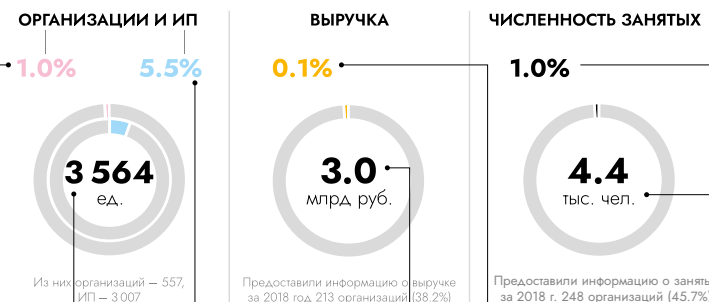 ОРГАНИЗАЦИИ И ИП
1.0% 5.5%
3 564
ед.
Из них организаций — 557,
ИП — 3 007
ВЫРУЧКА
0.1%
3.0
млрд руб.
Предоставили информацию о выручке
за 2018 год 213 организаций (38.2%)
ЧИСЛЕННОСТЬ ЗАНЯТЫХ
1.0%
4.4
тыс. чел.
Предоставили информацию о заняты
за 2018 г. 248 организаций (45.7%